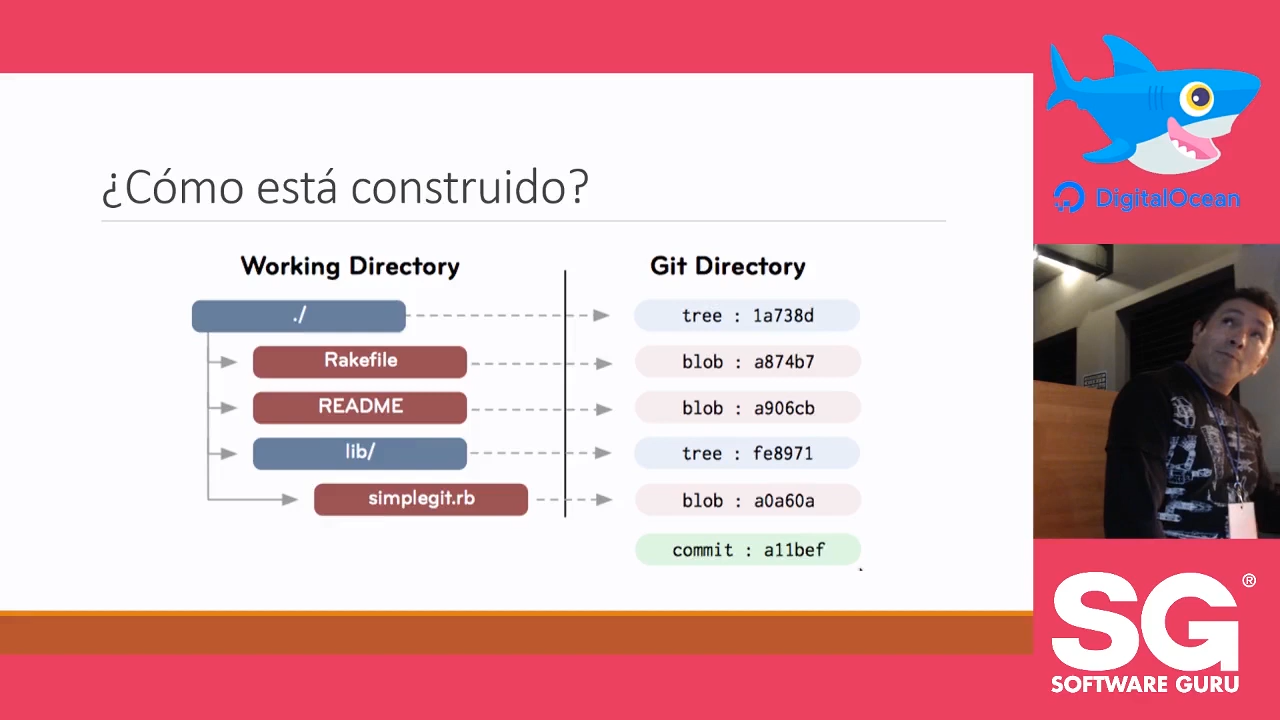 ¿Cómo está construido?
Working Directory
Git Directory
./
tree : 1a738d
Rakefile
blob : a874b7
README
blob : a906cb
lib/
tree : fe8971
simplegit.rb
blob : a0a60a
commit : a11bef
DigitalOcean
SG®
SOFTWARE GURU